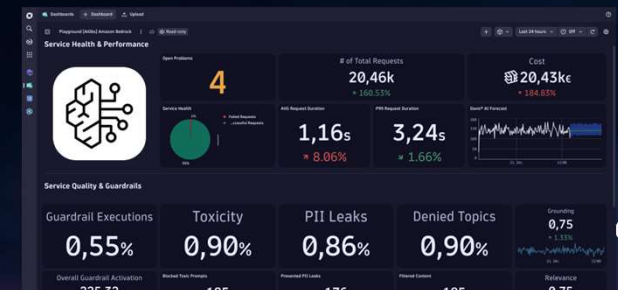 Dashboards + Dashboard Upload
Playground [AIObs] Amazon Bedrock Read-only Last 24 hours Off
Service Health & Performance
Open Problems
4
# of Total Requests
20,46k
160.53%
Cost
20,43k€
184.83%
Service Health
Failed Requests
AVG Request Duration
1,16s
8.06%
P99 Request Duration
3,24s
1.66%
Davis® AI Forecast
Service Quality & Guardrails
Guardrail Executions
0,55%
Toxicity
0,90%
PII Leaks
0,86%
Denied Topics
0,90%
Grounding
0,75
1.33%
Overall Guardrail Activation
Blocked Toxic Prompts
Prevented PII Leaks
Filtered Content
Relevance
0,75